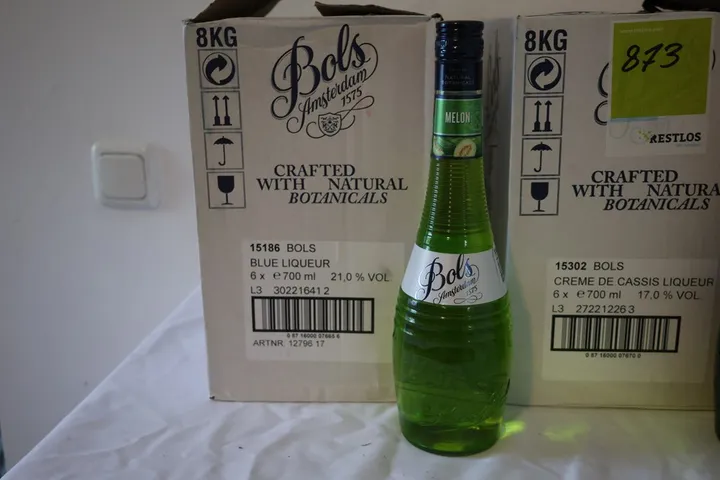 8KG
Bols
Amsterdam
1575
CRAFTED
WITH NATURAL
BOTANICALS
15186 BOLS
BLUE LIQUEUR
6 x ℮700 ml 21,0 % VOL
L3 302216412
ARTNR. 12796 17
MELON
Bols
Amsterdam
1575
8KG
873
RESTLOS
CRAFTED
WITH NATURA
BOTANICALS
15302 BOLS
CREME DE CASSIS LIQUEUR
6 x ℮700 ml 17,0 % VOL
L3 272212263